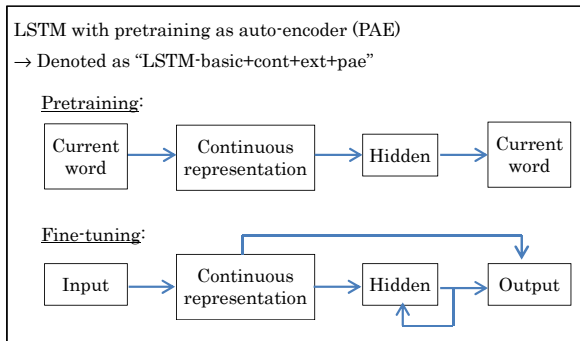 LSTM with pretraining as auto-encoder (PAE)
→ Denoted as “LSTM-basic+cont+ext+pae”
Pretraining:
Current
word
Continuous
representation
Hidden
Current
word
Fine-tuning:
Input
Continuous
representation
Hidden
Output